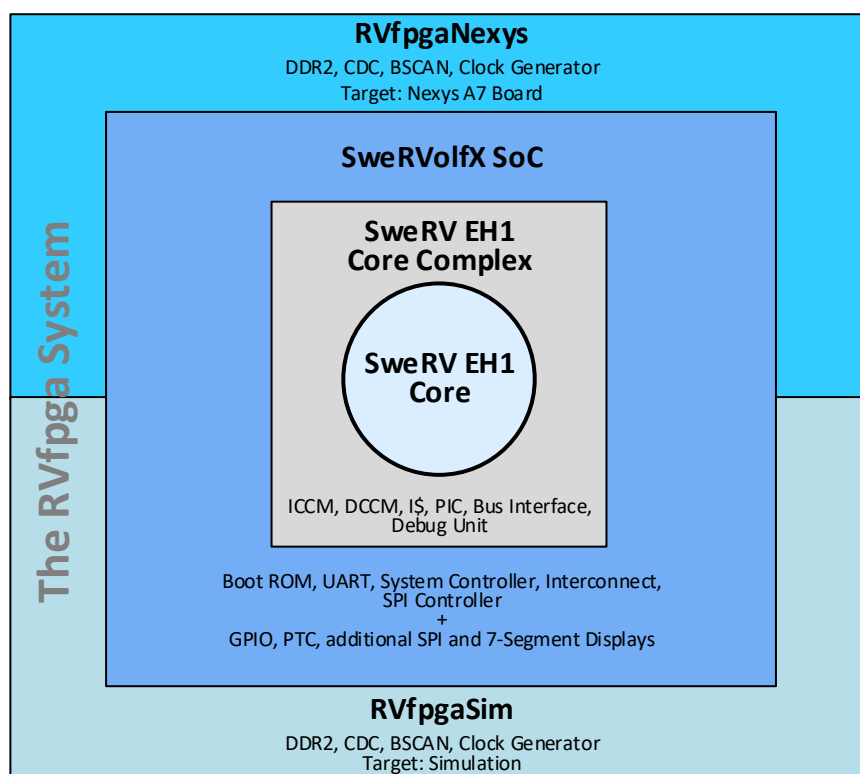 RVfpgaNexys
DDR2, CDC, BSCAN, Clock Generator
Target: Nexys A7 Board
The RVfpga System
SweRVolfX SoC
SweRV EH1
Core Complex
SweRV EH1
Core
ICCM, DCCM, I$, PIC, Bus Interface,
Debug Unit
Boot ROM, UART, System Controller, Interconnect,
SPI Controller
+
GPIO, PTC, additional SPI and 7-Segment Displays
RVfpgaSim
DDR2, CDC, BSCAN, Clock Generator
Target: Simulation